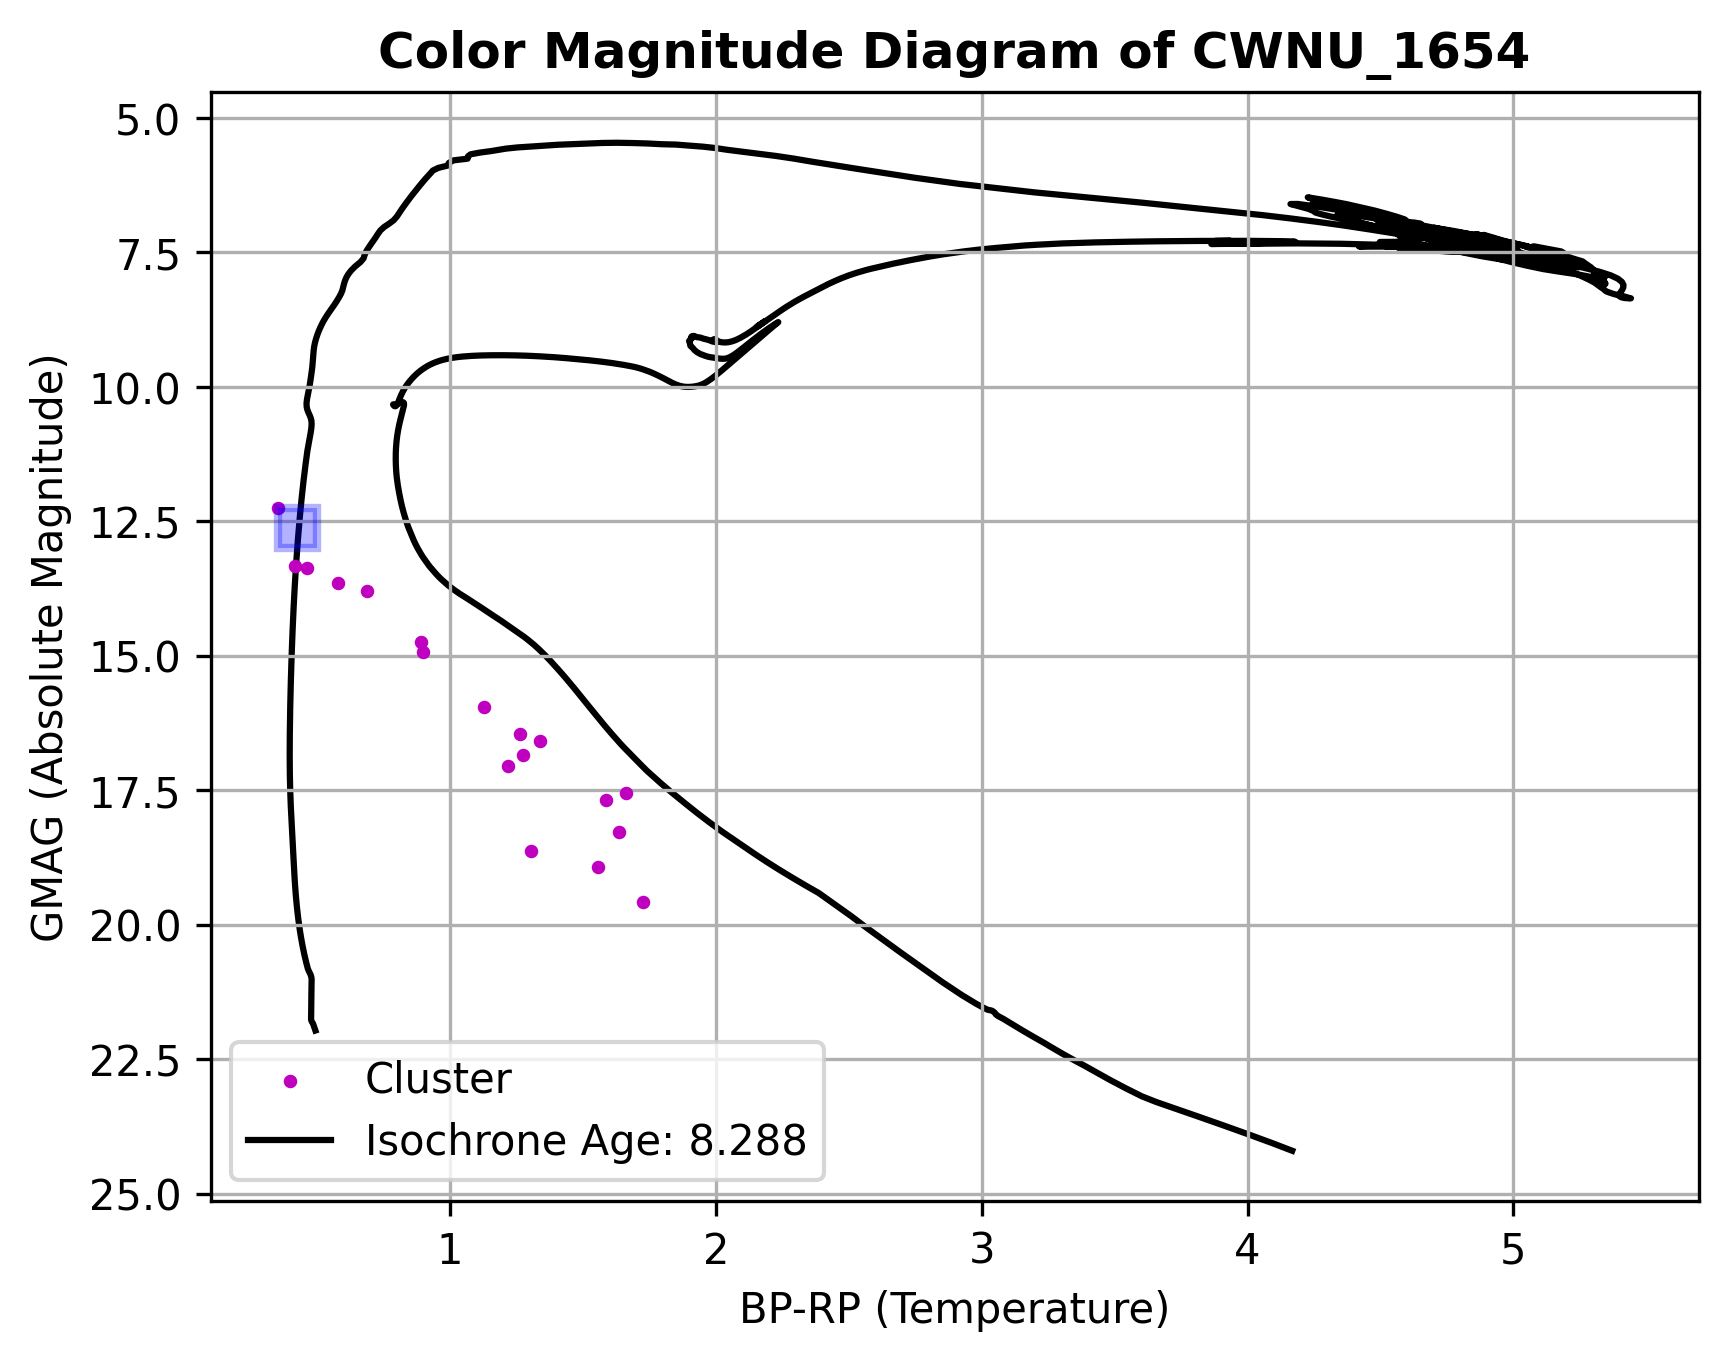 Color Magnitude Diagram of CWNU_1654
GMAG (Absolute Magnitude)
5.0
7.5
10.0
12.5
15.0
17.5
20.0
22.5
25.0
Cluster
Isochrone Age: 8.288
1 2 3 4 5
BP-RP (Temperature)